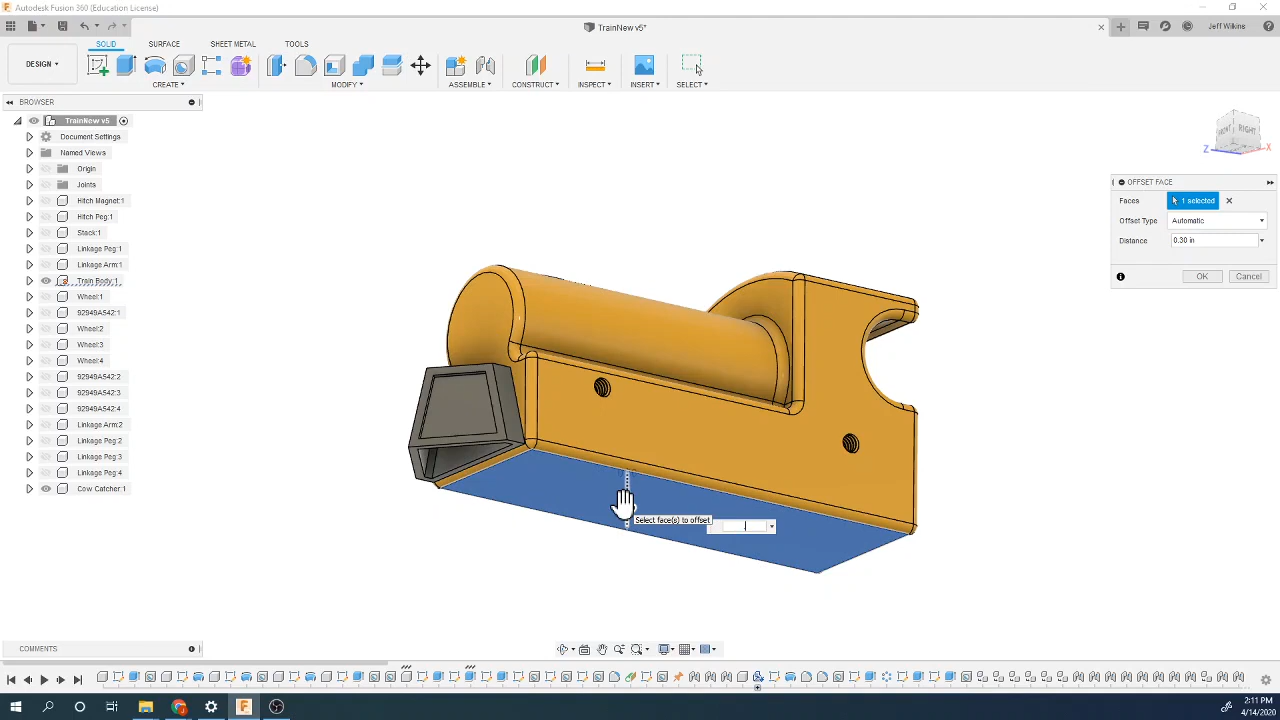 Autodesk Fusion 360 (Education License)
TrainNew v5*
Jeff Wilkins
SOLID SURFACE SHEET METAL TOOLS
DESIGN
CREATE MODIFY ASSEMBLE CONSTRUCT INSPECT INSERT SELECT
BROWSER
TrainNew v5
Document Settings
Named Views
Origin
Joints
Hitch Magnet:1
Hitch Peg:1
Stack:1
Linkage Peg:1
Linkage Arm:1
Train Body:1
Wheel:1
92949A542:1
Wheel:2
Wheel:3
Wheel:4
92949A542:2
92949A542:3
92949A542:4
Linkage Arm:2
Linkage Peg:2
Linkage Peg:3
Linkage Peg:4
Cow Catcher:1
FRONT RIGHT
Z X
OFFSET FACE
Faces 1 selected
Offset Type Automatic
Distance 0.30 in
OK Cancel
Select face(s) to offset
.
COMMENTS
2:11 PM
4/14/2020